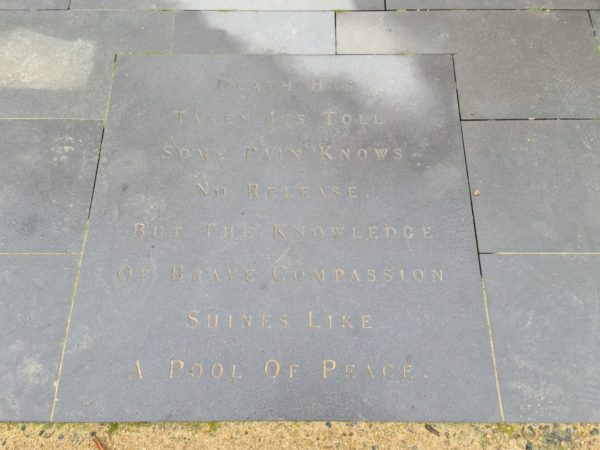 Death Has
Taken Its Toll
Some Pain Knows
No Release.
But The Knowledge
Of Brave Compassion
Shines Like
A Pool Of Peace.